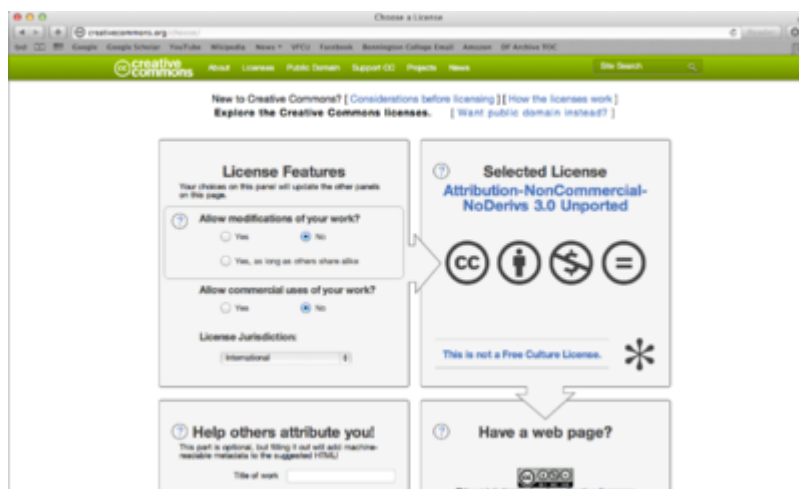 Choose a License
creativecommons.org/choose/
Google Google Scholar YouTube Wikipedia News VFCU Facebook Bennington College Email Amazon DF Archive TOC
creative commons
About Licenses Public Domain Support CC Projects News
Site Search
New to Creative Commons? [ Considerations before licensing ] [ How the licenses work ]
Explore the Creative Commons licenses. [ Want public domain instead? ]
License Features
Your choices on this panel will update the other panels
on this page.
Allow modifications of your work?
Yes No
Yes, as long as others share alike
Allow commercial uses of your work?
Yes No
License Jurisdiction:
International
Selected License
Attribution-NonCommercial-
NoDerivs 3.0 Unported
cc
This is not a Free Culture License.
Help others attribute you!
This part is optional, but filling it out will add machine-
readable metadata to the suggested HTML!
Title of work
Have a web page?